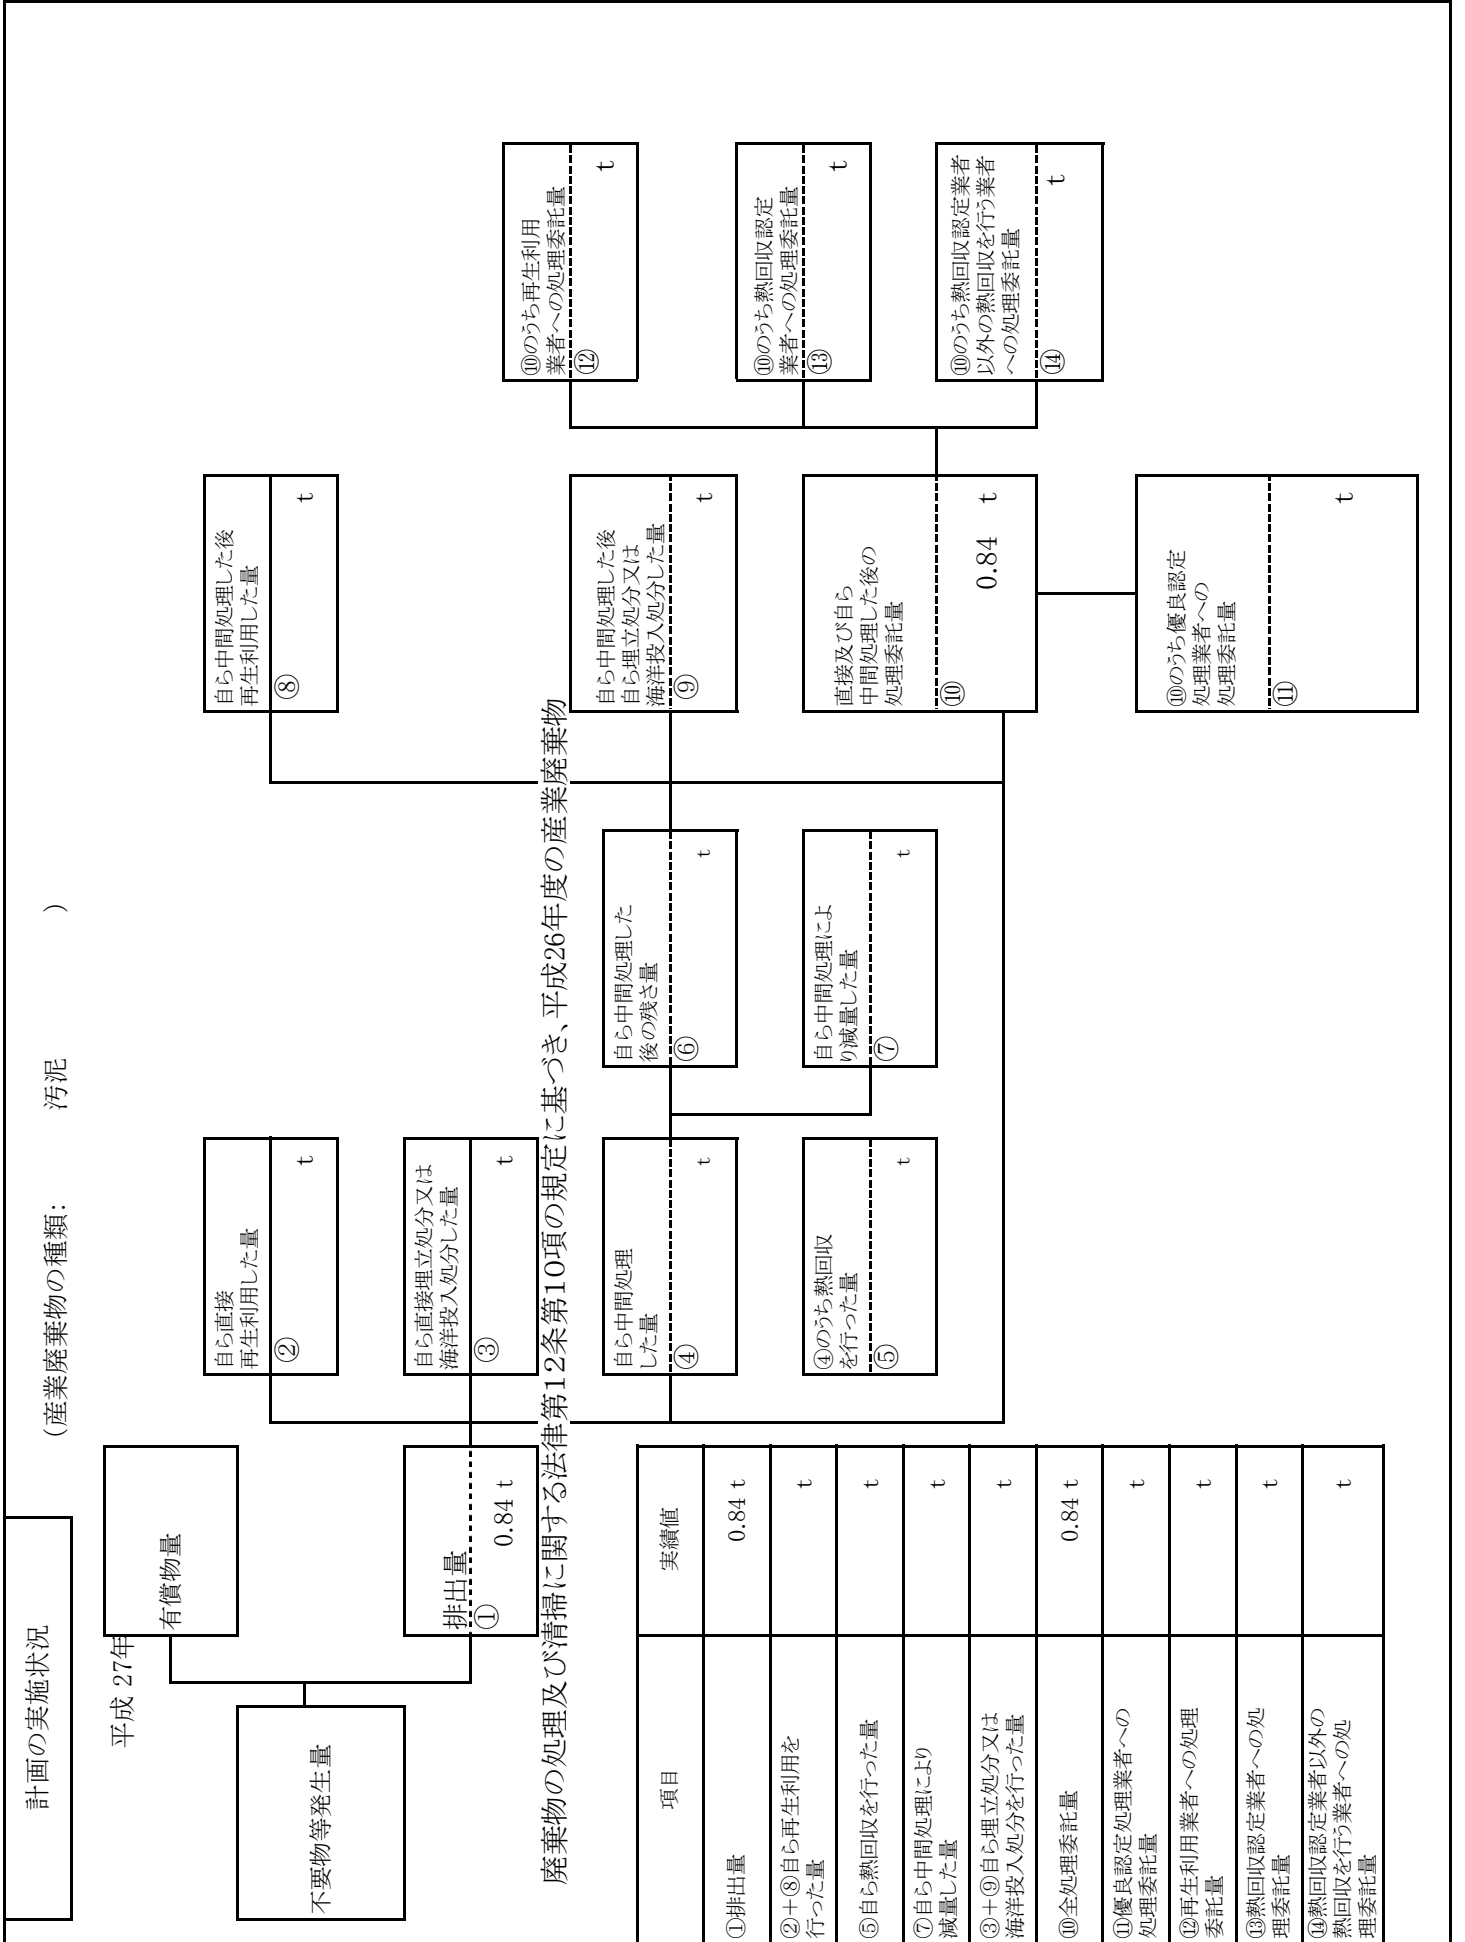 計画の実施状況
(産業廃棄物の種類: 汚泥 )
平成 27年
有償物量
不要物等発生量
排出量
①
0.84 t
自ら直接
再生利用した量
②
t
自ら直接埋立処分又は
海洋投入処分した量
③
t
廃棄物の処理及び清掃に関する法律第12条第10項の規定に基づき、平成26年度の産業廃棄物
自ら中間処理
した量
④
t
④のうち熱回収
を行った量
⑤
t
自ら中間処理した
後の残さ量
⑥
t
自ら中間処理によ
り減量した量
⑦
t
自ら中間処理した後
再生利用した量
⑧
t
自ら中間処理した後
自ら埋立処分又は
海洋投入処分した量
⑨
t
直接及び自ら
中間処理した後の
処理委託量
⑩
0.84 t
⑩のうち優良認定
処理業者への
処理委託量
⑪
t
⑩のうち再生利用
業者への処理委託量
⑫
t
⑩のうち熱回収認定
業者への処理委託量
⑬
t
⑩のうち熱回収認定業者
以外の熱回収を行う業者
への処理委託量
⑭
t
項目 実績値
①排出量 0.84 t
②+⑧自ら再生利用を
行った量
t
⑤自ら熱回収を行った量 t
⑦自ら中間処理により
減量した量
t
③+⑨自ら埋立処分又は
海洋投入処分を行った量
t
⑩全処理委託量 0.84 t
⑪優良認定処理業者への
処理委託量
t
⑫再生利用業者への処理
委託量
t
⑬熱回収認定業者への処
理委託量
t
⑭熱回収認定業者以外の
熱回収を行う業者への処
理委託量
t